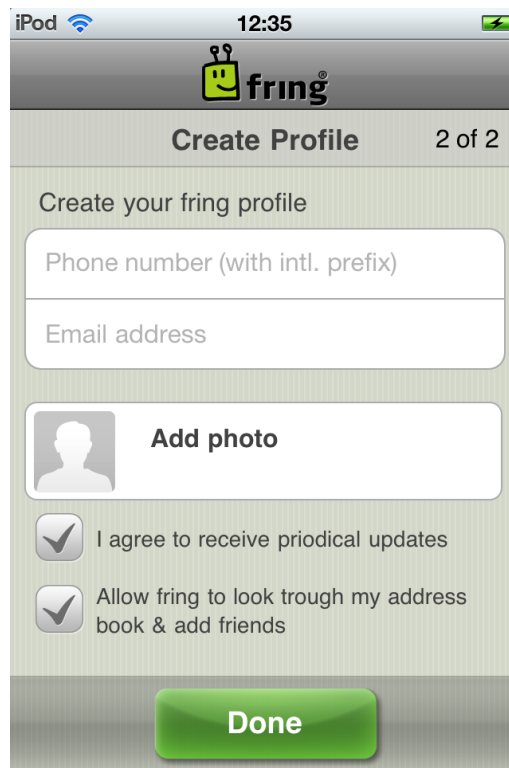 iPod 12:35
fring®
Create Profile 2 of 2
Create your fring profile
Phone number (with intl. prefix)
Email address
Add photo
I agree to receive priodical updates
Allow fring to look trough my address
book & add friends
Done